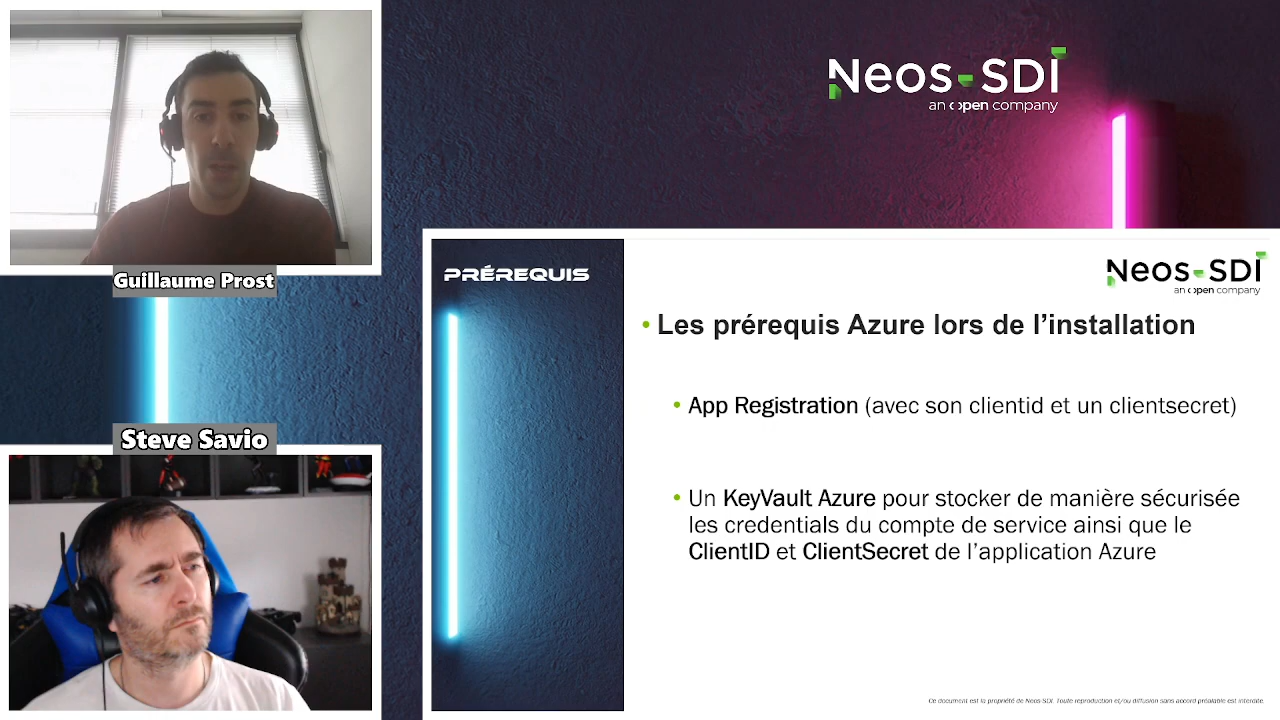 Neos-SDI
an open company
Guillaume Prost
Steve Savio
PRÉREQUIS
Neos-SDI
an open company
• Les prérequis Azure lors de l’installation
• App Registration (avec son clientid et un clientsecret)
• Un KeyVault Azure pour stocker de manière sécurisée
les credentials du compte de service ainsi que le
ClientID et ClientSecret de l’application Azure
Ce document est la propriété de Neos SDI. Toute reproduction et/ou diffusion sans accord préalable est interdite.